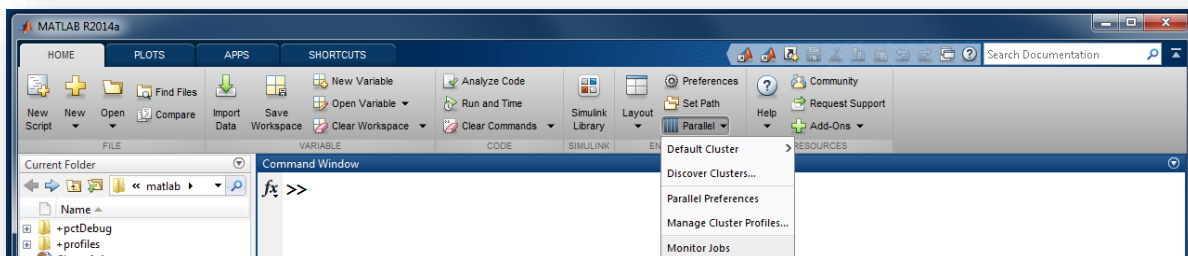 MATLAB R2014a
HOME PLOTS APPS SHORTCUTS
Search Documentation
New Script
New
Open
Find Files
Compare
FILE
Import Data
Save Workspace
New Variable
Open Variable
Clear Workspace
VARIABLE
Analyze Code
Run and Time
Clear Commands
CODE
Simulink Library
SIMULINK
Layout
Preferences
Set Path
Parallel
EN
Help
Community
Request Support
Add-Ons
RESOURCES
Default Cluster
Discover Clusters...
Parallel Preferences
Manage Cluster Profiles...
Monitor Jobs
Current Folder
« matlab
Name
+pctDebug
+profiles
Command Window
fx >>